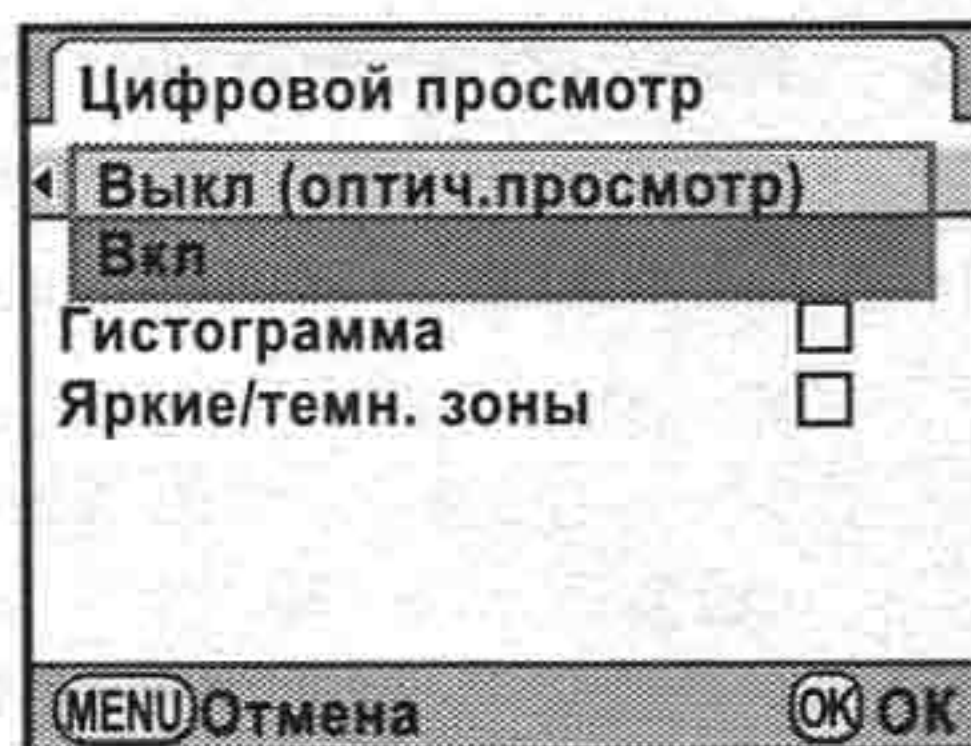 Цифровой просмотр
Выкл (оптич.просмотр)
Вкл
Гистограмма
Яркие/темн. зоны
MENU Отмена OK OK